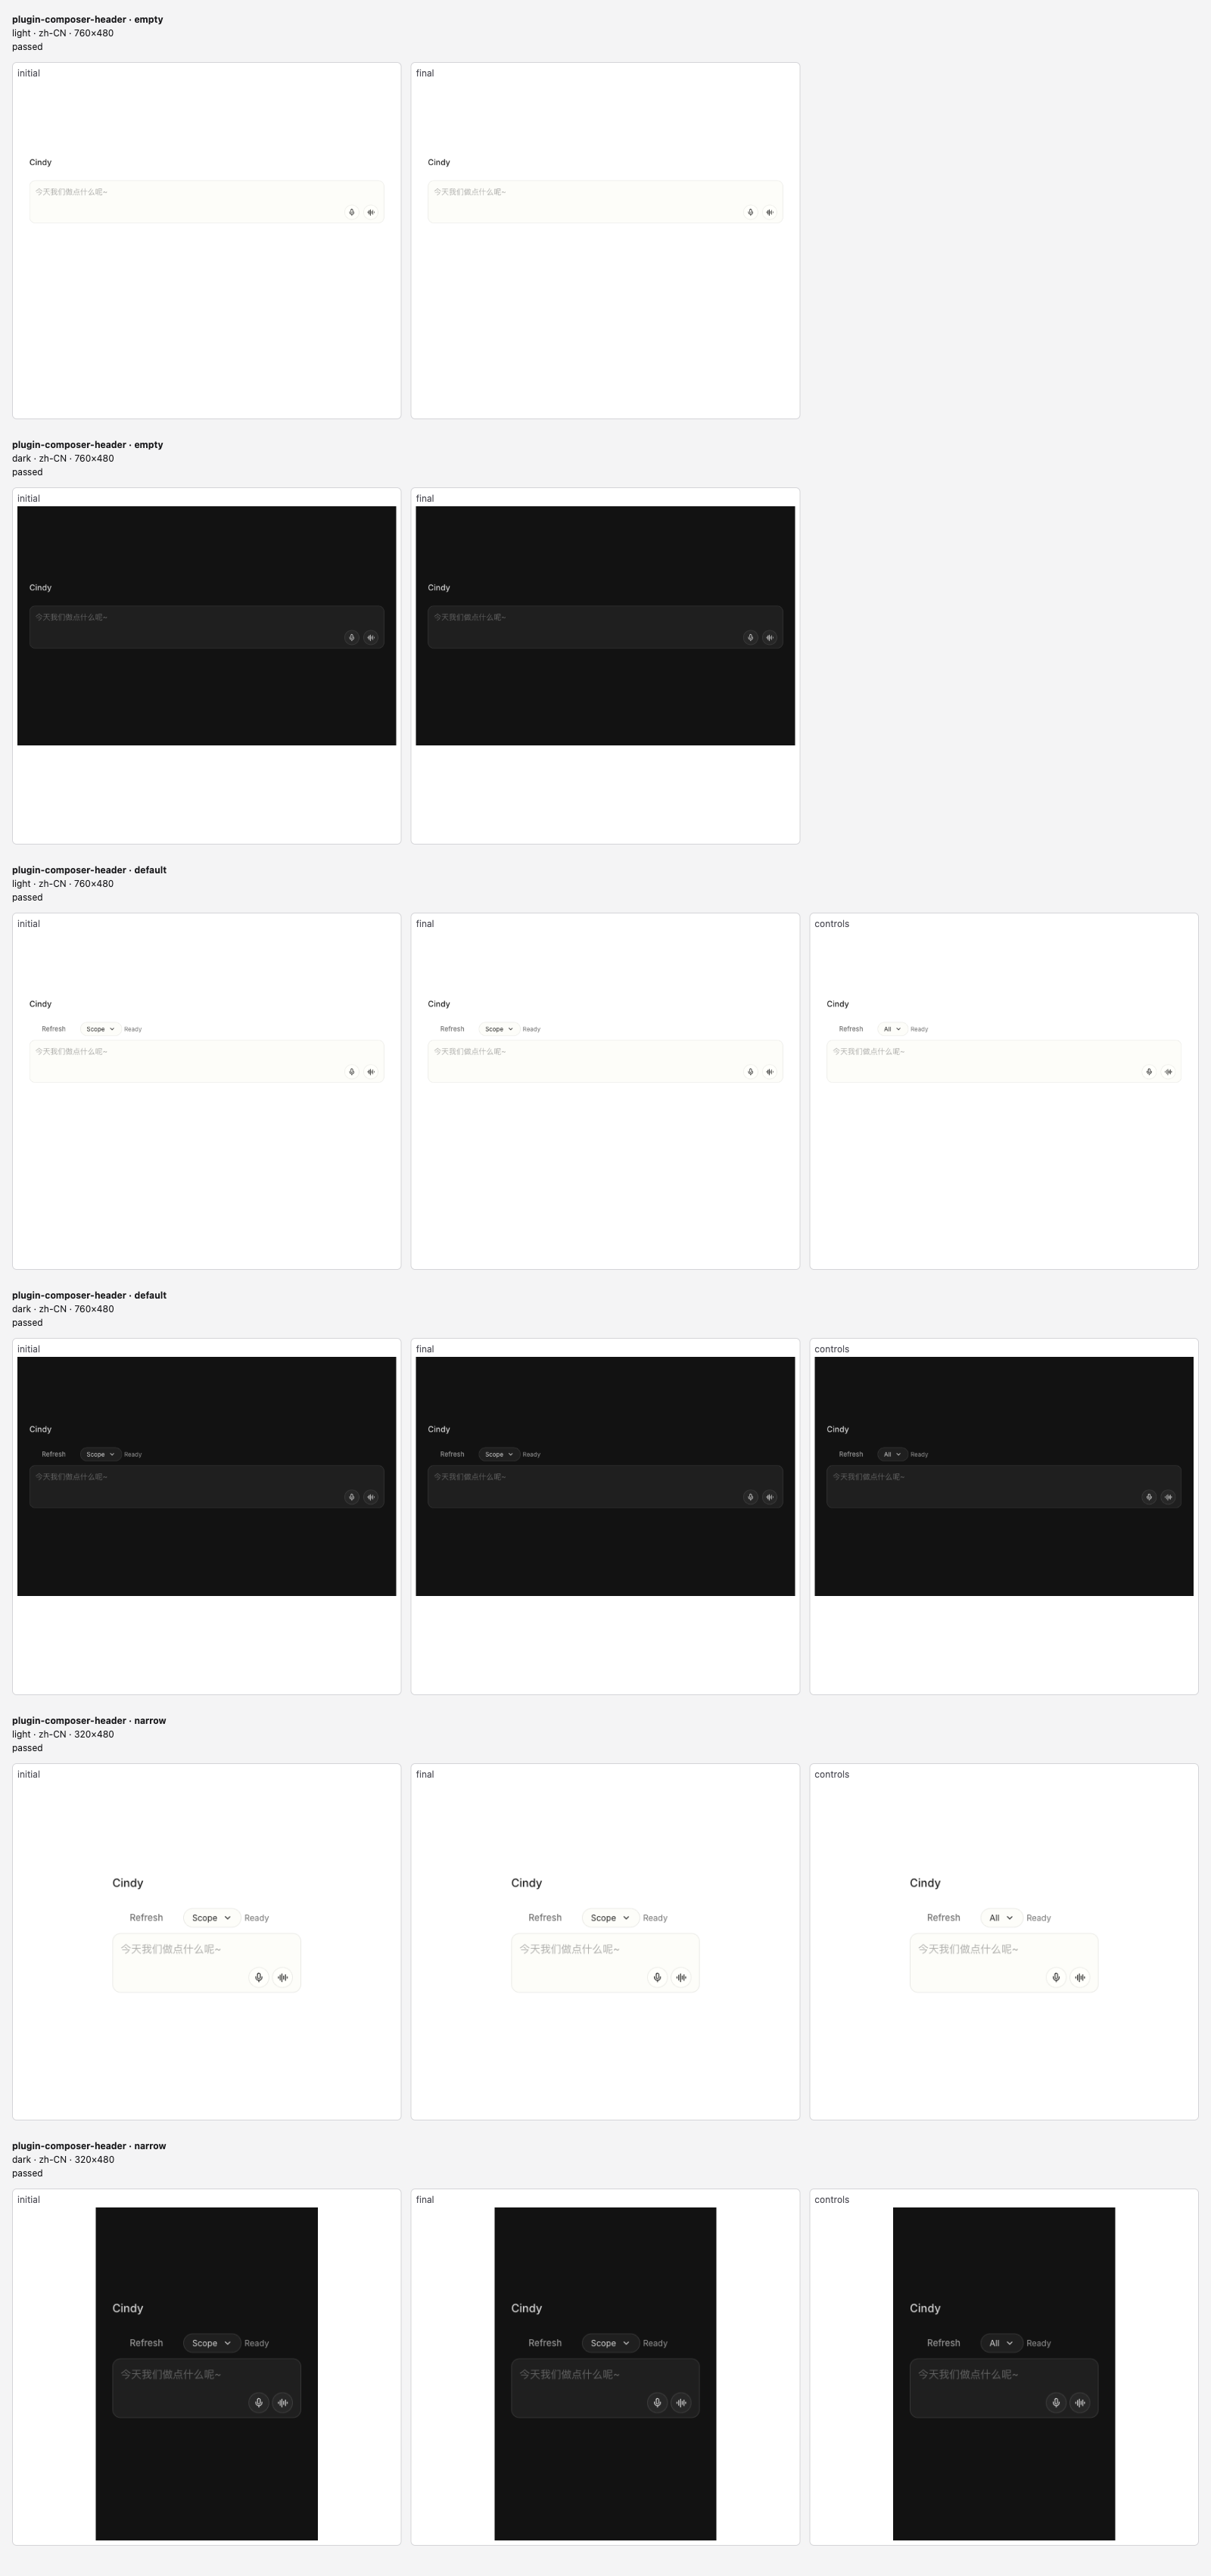 plugin-composer-header · empty
light · zh-CN · 760×480
passed
initial
final
Cindy
Cindy
今天我们做点什么呢~
今天我们做点什么呢~
plugin-composer-header · empty
dark · zh-CN · 760×480
passed
initial
final
Cindy
Cindy
今天我们做点什么呢~
今天我们做点什么呢~
plugin-composer-header · default
light · zh-CN · 760×480
passed
initial
final
controls
Cindy
Cindy
Cindy
Refresh Scope Ready
Refresh Scope Ready
Refresh All Ready
今天我们做点什么呢~
今天我们做点什么呢~
今天我们做点什么呢~
plugin-composer-header · default
dark · zh-CN · 760×480
passed
initial
final
controls
Cindy
Cindy
Cindy
Refresh Scope Ready
Refresh Scope Ready
Refresh All Ready
今天我们做点什么呢~
今天我们做点什么呢~
今天我们做点什么呢~
plugin-composer-header · narrow
light · zh-CN · 320×480
passed
initial
final
controls
Cindy
Cindy
Cindy
Refresh Scope Ready
Refresh Scope Ready
Refresh All Ready
今天我们做点什么呢~
今天我们做点什么呢~
今天我们做点什么呢~
plugin-composer-header · narrow
dark · zh-CN · 320×480
passed
initial
final
controls
Cindy
Cindy
Cindy
Refresh Scope Ready
Refresh Scope Ready
Refresh All Ready
今天我们做点什么呢~
今天我们做点什么呢~
今天我们做点什么呢~